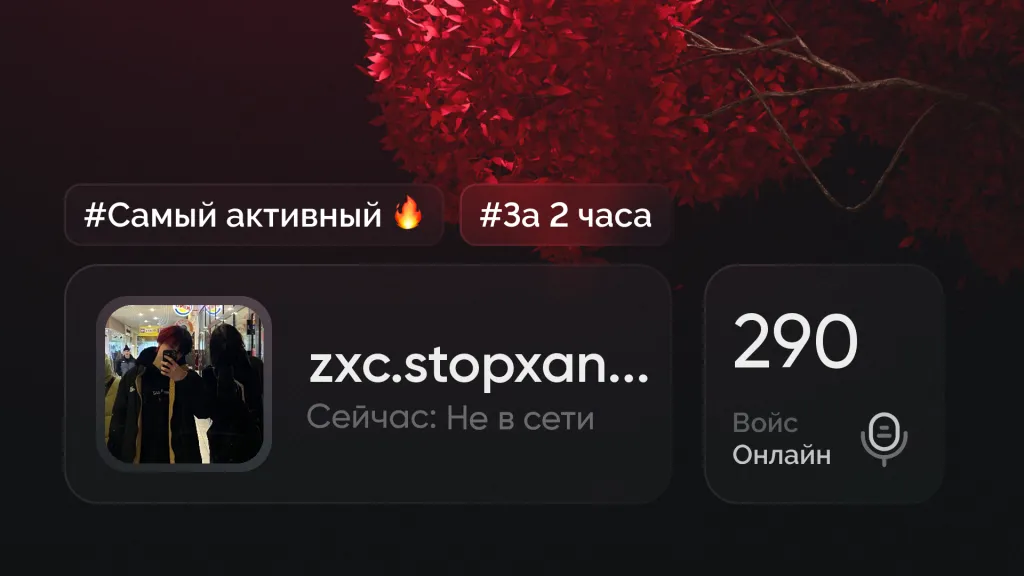 #Самый активный 🔥
#За 2 часа
zxc.stopxan...
Сейчас: Не в сети
290
Войс
Онлайн